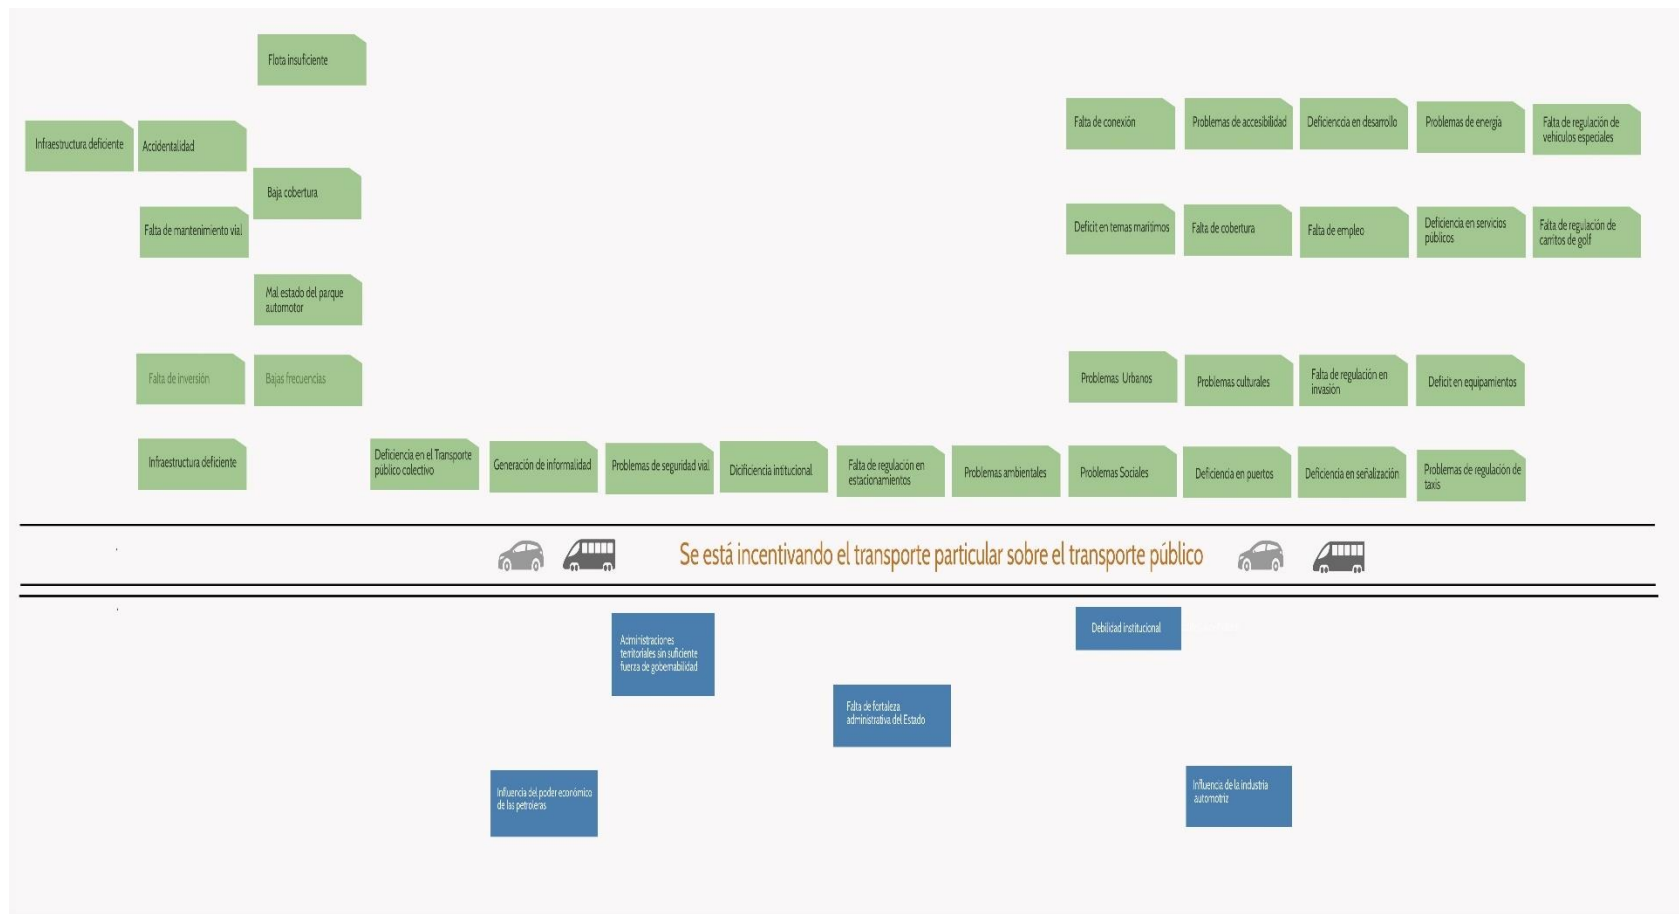 Flota insuficiente
Infraestructura deficiente
Accidentalidad
Falta de conexión
Problemas de accesibilidad
Deficienccia en desarrollo
Problemas de energía
Falta de regulación de
vehiculos especiales
Baja cobertura
Falta de mantenimiento vial
Deficit en temas maritimos
Falta de cobertura
Falta de empleo
Deficiencia en servicios
públicos
Falta de regulación de
carritos de golf
Mal estado del parque
automotor
Falta de inversión
Bajas frecuencias
Problemas Urbanos
Problemas culturales
Falta de regulación en
invasión
Deficit en equipamientos
Infraestructura deficiente
Deficiencia en el Transporte
público colectivo
Generación de informalidad
Problemas de seguridad vial
Dicificiencia intitucional
Falta de regulación en
estacionamientos
Problemas ambientales
Problemas Sociales
Deficiencia en puertos
Deficiencia en señalización
Problemas de regulación de
taxis
Se está incentivando el transporte particular sobre el transporte público
Administraciones
territoriales sin suficiente
fuerza de gobernabilidad
Debilidad institucional
Falta de fortaleza
administrativa del Estado
Influencia del poder económico
de las petroleras
Influencia de la industria
automotriz